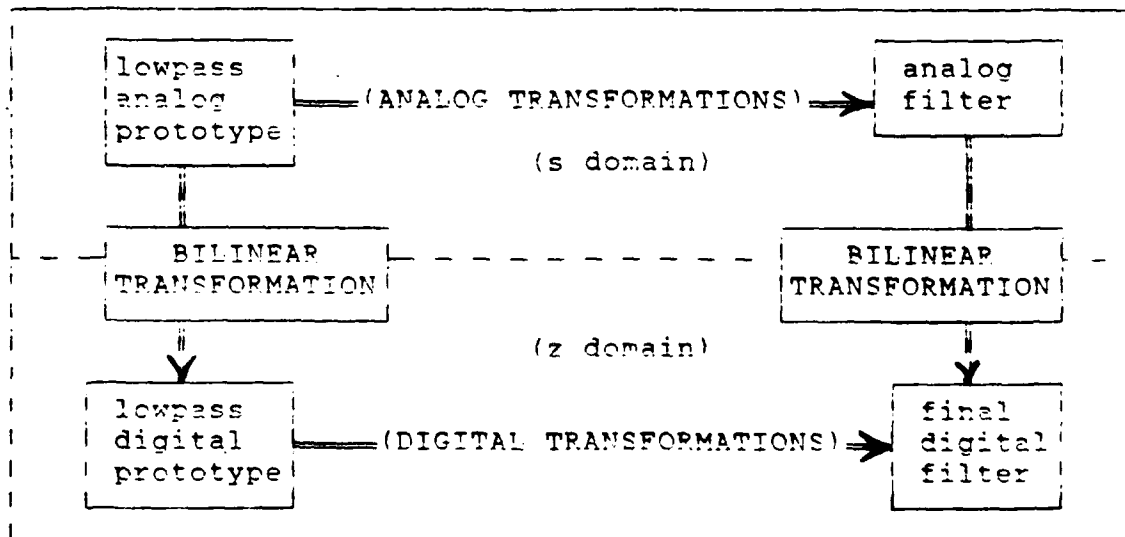 lowpass
analog
prototype
(ANALOG TRANSFORMATIONS)
analog
filter
(s domain)
BILINEAR
TRANSFORMATION
BILINEAR
TRANSFORMATION
(z domain)
lowpass
digital
prototype
(DIGITAL TRANSFORMATIONS)
final
digital
filter